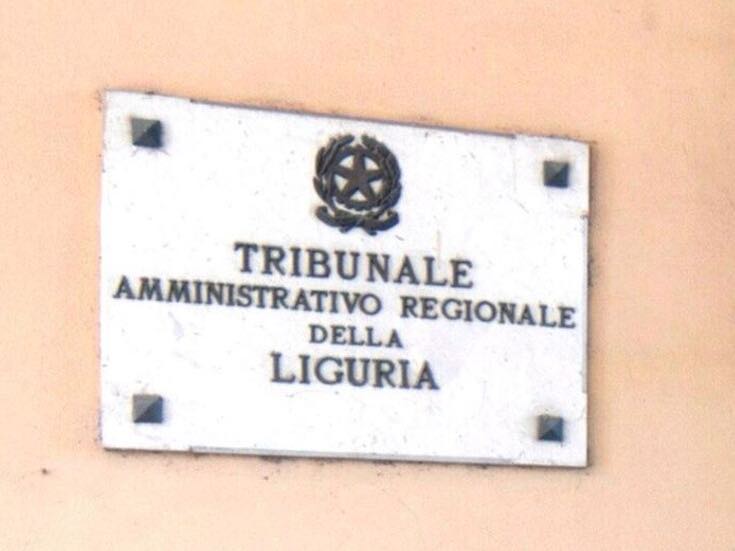 TRIBUNALE
AMMINISTRATIVO REGIONALE
DELLA
LIGURIA